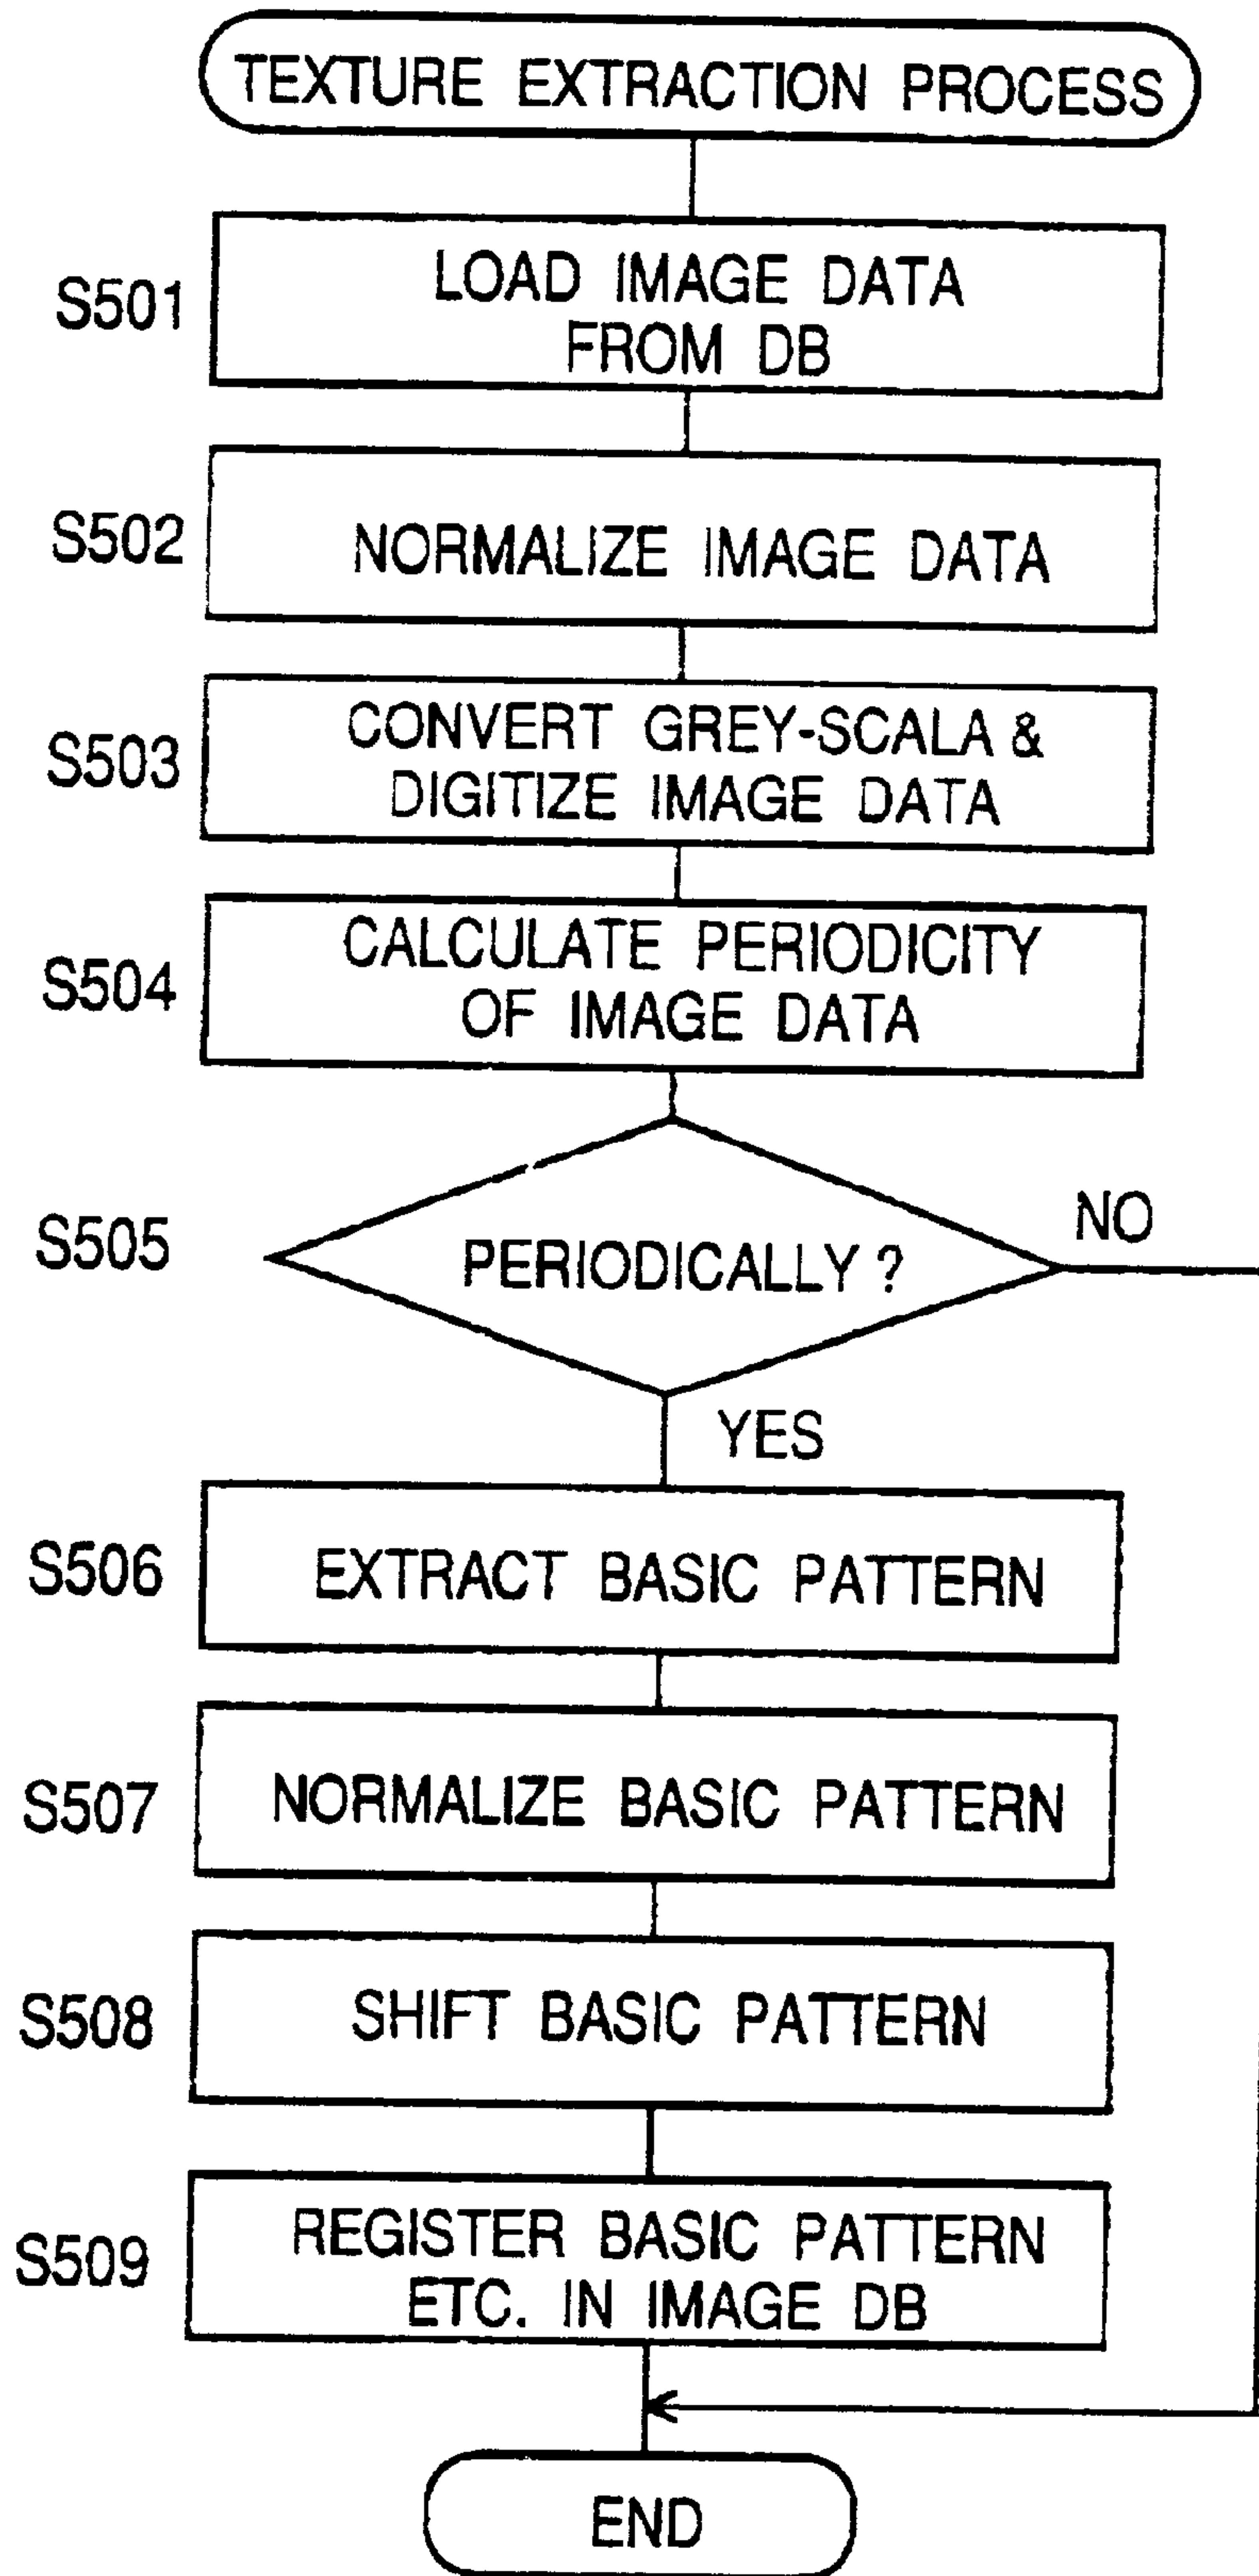 TEXTURE EXTRACTION PROCESS
S501
LOAD IMAGE DATA
FROM DB
S502
NORMALIZE IMAGE DATA
S503
CONVERT GREY-SCALA &
DIGITIZE IMAGE DATA
S504
CALCULATE PERIODICITY
OF IMAGE DATA
S505
PERIODICALLY ?
NO
YES
S506
EXTRACT BASIC PATTERN
S507
NORMALIZE BASIC PATTERN
S508
SHIFT BASIC PATTERN
S509
REGISTER BASIC PATTERN
ETC. IN IMAGE DB
END